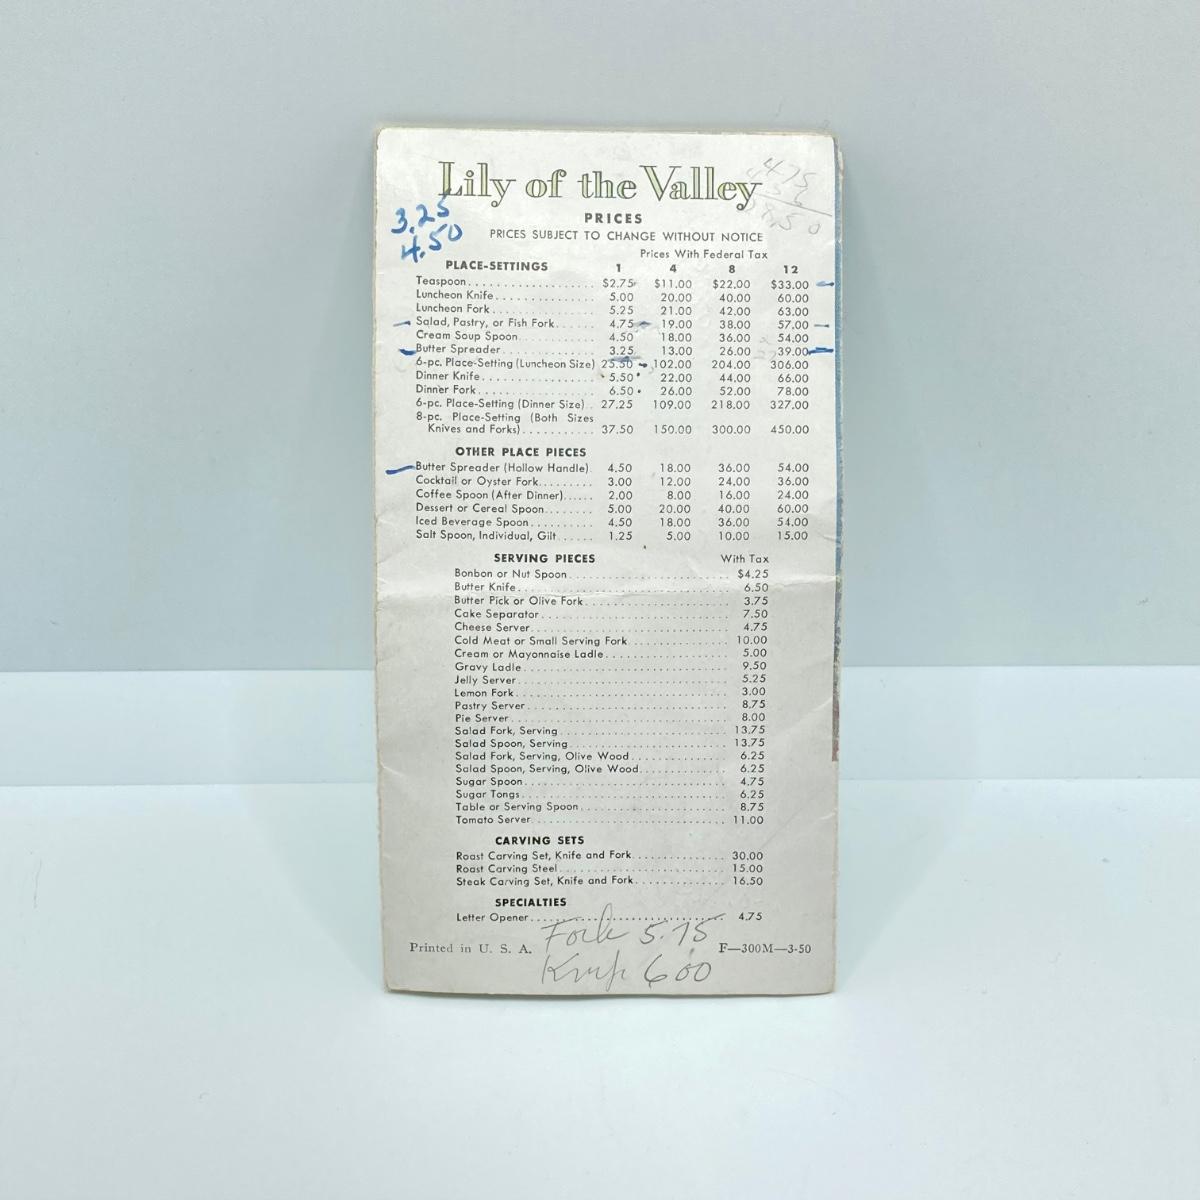 Lily of the Valley
475
3.25
4.50
PRICES
PRICES SUBJECT TO CHANGE WITHOUT NOTICE
Prices With Federal Tax
PLACE-SETTINGS 1 4 8 12
Teaspoon.................. $2.75 $11.00 $22.00 $33.00
Luncheon Knife.............. 5.00 20.00 40.00 60.00
Luncheon Fork.............. 5.25 21.00 42.00 63.00
Salad, Pastry, or Fish Fork...... 4.75 19.00 38.00 57.00
Cream Soup Spoon........... 4.50 18.00 36.00 54.00
Butter Spreader............. 3.25 13.00 26.00 39.00
6-pc. Place-Setting (Luncheon Size) 25.50 102.00 204.00 306.00
Dinner Knife................ 5.50 22.00 44.00 66.00
Dinner Fork................ 6.50 26.00 52.00 78.00
6-pc. Place-Setting (Dinner Size).. 27.25 109.00 218.00 327.00
8-pc. Place-Setting (Both Sizes
Knives and Forks).......... 37.50 150.00 300.00 450.00
OTHER PLACE PIECES
Butter Spreader (Hollow Handle). 4.50 18.00 36.00 54.00
Cocktail or Oyster Fork......... 3.00 12.00 24.00 36.00
Coffee Spoon (After Dinner)...... 2.00 8.00 16.00 24.00
Dessert or Cereal Spoon........ 5.00 20.00 40.00 60.00
Iced Beverage Spoon.......... 4.50 18.00 36.00 54.00
Salt Spoon, Individual, Gilt...... 1.25 5.00 10.00 15.00
SERVING PIECES With Tax
Bonbon or Nut Spoon........................ $4.25
Butter Knife................................ 6.50
Butter Pick or Olive Fork...................... 3.75
Cake Separator............................. 7.50
Cheese Server.............................. 4.75
Cold Meat or Small Serving Fork............... 10.00
Cream or Mayonnaise Ladle................... 5.00
Gravy Ladle................................ 9.50
Jelly Server................................ 5.25
Lemon Fork................................ 3.00
Pastry Server............................... 8.75
Pie Server................................. 8.00
Salad Fork, Serving.......................... 13.75
Salad Spoon, Serving........................ 13.75
Salad Fork, Serving, Olive Wood............... 6.25
Salad Spoon, Serving, Olive Wood.............. 6.25
Sugar Spoon............................... 4.75
Sugar Tongs................................ 6.25
Table or Serving Spoon....................... 8.75
Tomato Server.............................. 11.00
CARVING SETS
Roast Carving Set, Knife and Fork.............. 30.00
Roast Carving Steel.......................... 15.00
Steak Carving Set, Knife and Fork.............. 16.50
SPECIALTIES
Letter Opener.............................. 4.75
Fork 5.75
Printed in U. S. A. F—300M—3-50
600